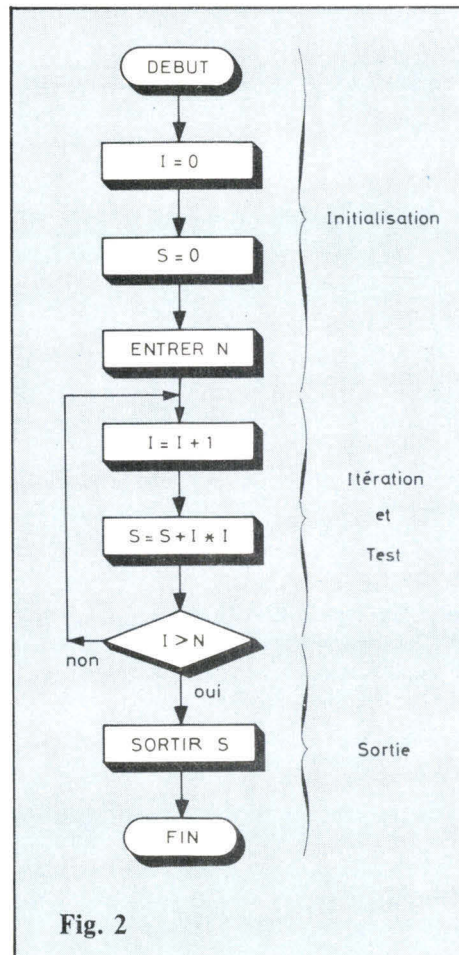 DEBUT
I = 0
Initialisation
S = 0
ENTRER N
I = I + 1
Itération
et
S = S + I * I
Test
I > N
non
oui
SORTIR S
Sortie
FIN
Fig. 2